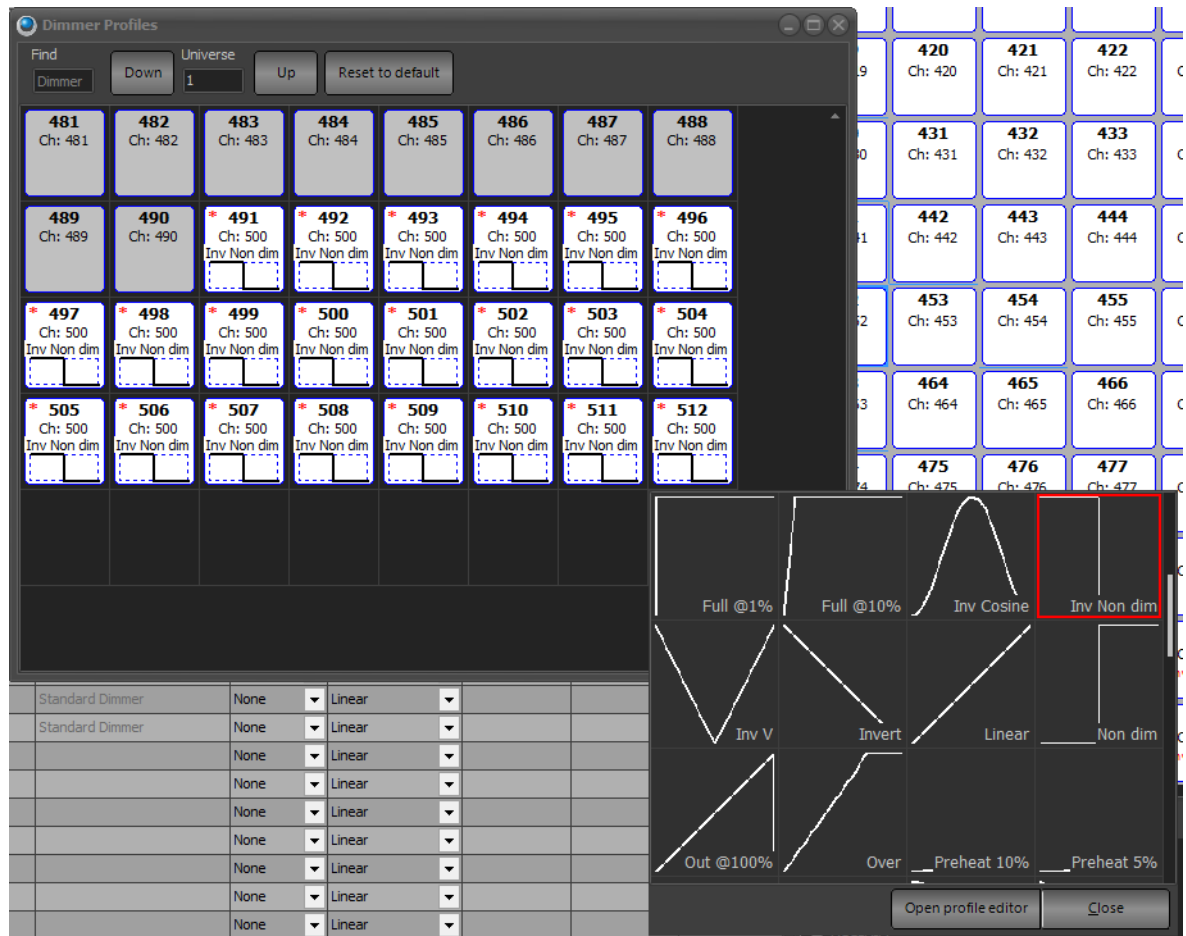 Dimmer Profiles
Find
Universe
Dimmer
Down
1
Up
Reset to default
481 482 483 484 485 486 487 488
Ch: 481 Ch: 482 Ch: 483 Ch: 484 Ch: 485 Ch: 486 Ch: 487 Ch: 488
489 490 * 491 * 492 * 493 * 494 * 495 * 496
Ch: 489 Ch: 490 Ch: 500 Ch: 500 Ch: 500 Ch: 500 Ch: 500 Ch: 500
Inv Non dim Inv Non dim Inv Non dim Inv Non dim Inv Non dim Inv Non dim
* 497 * 498 * 499 * 500 * 501 * 502 * 503 * 504
Ch: 500 Ch: 500 Ch: 500 Ch: 500 Ch: 500 Ch: 500 Ch: 500 Ch: 500
Inv Non dim Inv Non dim Inv Non dim Inv Non dim Inv Non dim Inv Non dim Inv Non dim Inv Non dim
* 505 * 506 * 507 * 508 * 509 * 510 * 511 * 512
Ch: 500 Ch: 500 Ch: 500 Ch: 500 Ch: 500 Ch: 500 Ch: 500 Ch: 500
Inv Non dim Inv Non dim Inv Non dim Inv Non dim Inv Non dim Inv Non dim Inv Non dim Inv Non dim
420 421 422
Ch: 420 Ch: 421 Ch: 422
431 432 433
Ch: 431 Ch: 432 Ch: 433
442 443 444
Ch: 442 Ch: 443 Ch: 444
453 454 455
Ch: 453 Ch: 454 Ch: 455
464 465 466
Ch: 464 Ch: 465 Ch: 466
475 476 477
Ch: 475 Ch: 476 Ch: 477
Full @1% Full @10% Inv Cosine Inv Non dim
Inv V Invert Linear Non dim
Out @100% Over Preheat 10% Preheat 5%
Open profile editor Close
Standard Dimmer None Linear
Standard Dimmer None Linear
None Linear
None Linear
None Linear
None Linear
None Linear
None Linear
None Linear